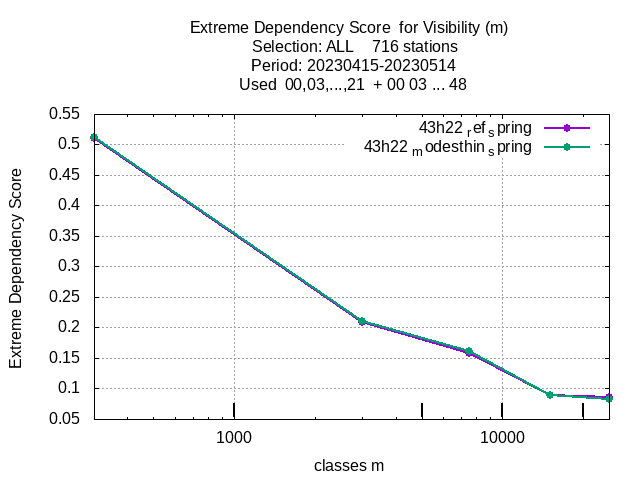 Extreme Dependency Score  for Visibility (m)
Selection: ALL    716 stations
Period: 20230415-20230514
Used  00,03,...,21  + 00 03 ... 48
43h22 ref spring
43h22 modesthin spring
0.55
0.5
0.45
0.4
0.35
0.3
0.25
0.2
0.15
0.1
0.05
Extreme Dependency Score
1000
10000
classes m